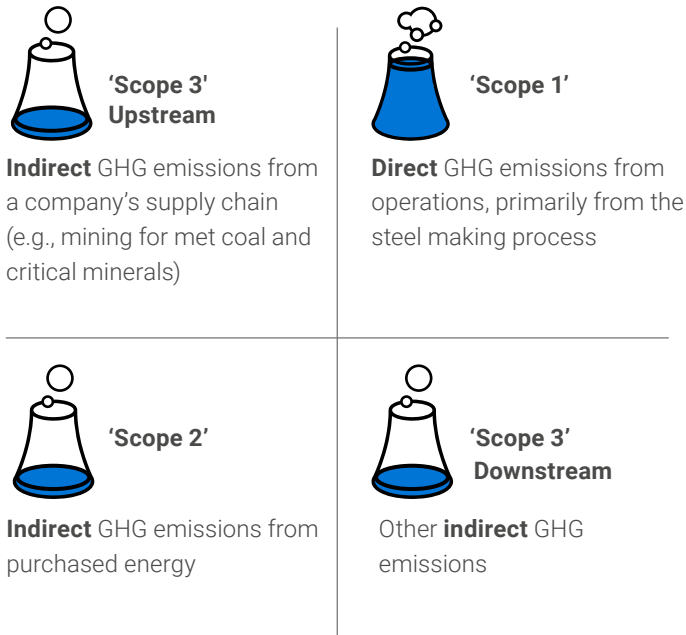 ‘Scope 3'
Upstream
Indirect GHG emissions from
a company’s supply chain
(e.g., mining for met coal and
critical minerals)
‘Scope 1’
Direct GHG emissions from
operations, primarily from the
steel making process
‘Scope 2’
Indirect GHG emissions from
purchased energy
‘Scope 3’
Downstream
Other indirect GHG
emissions